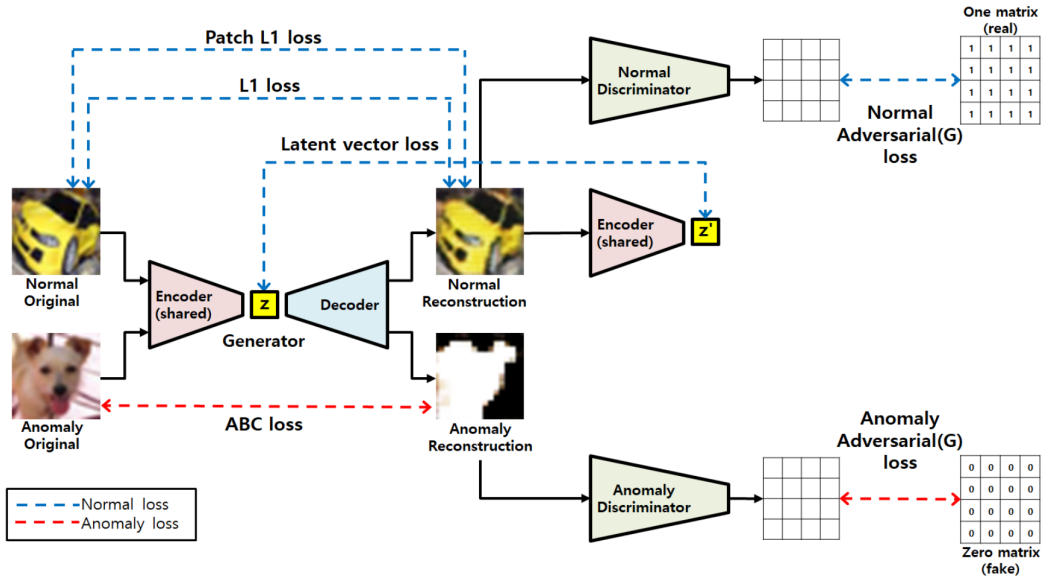 Patch L1 loss
L1 loss
Latent vector loss
Normal
Original
Anomaly
Original
Encoder
(shared)
z
Decoder
Generator
ABC loss
Normal
Reconstruction
Anomaly
Reconstruction
Normal
Discriminator
Encoder
(shared)
z'
Anomaly
Discriminator
One matrix
(real)
1 1 1 1
1 1 1 1
1 1 1 1
1 1 1 1
Normal
Adversarial(G)
loss
Anomaly
Adversarial(G)
loss
0 0 0 0
0 0 0 0
0 0 0 0
0 0 0 0
Zero matrix
(fake)
Normal loss
Anomaly loss